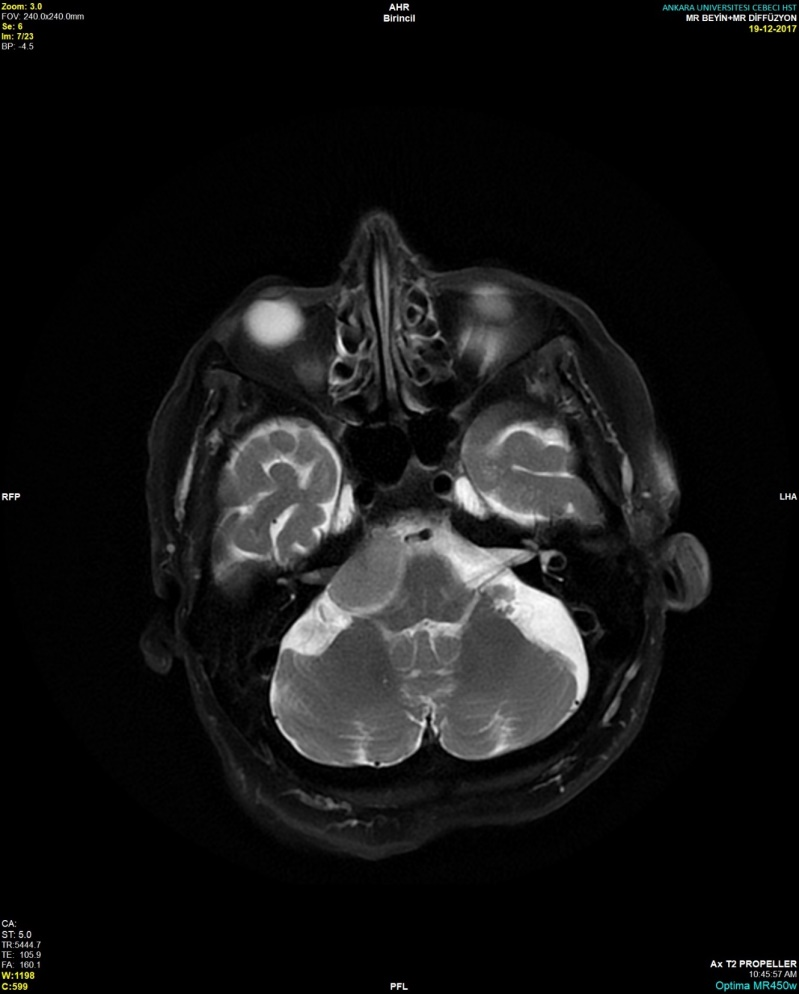 Zoom: 3.0
FOV: 240.0x240.0mm
Se: 6
Im: 7/23
BP: -4.5
AHR
Birincil
ANKARA UNIVERSITESI CEBECI HST
MR BEYİN+MR DİFFÜZYON
19-12-2017
RFP
LHA
CA:
ST: 5.0
TR:5444.7
TE: 105.9
FA: 160.1
W:1198
C:599
PFL
Ax T2 PROPELLER
10:45:57 AM
Optima MR450w